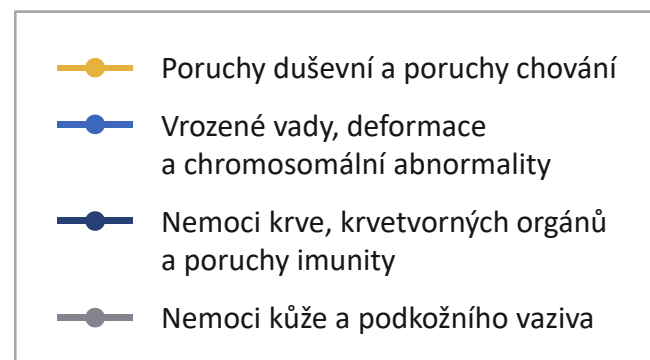 Poruchy duševní a poruchy chování
Vrozené vady, deformace
a chromosomální abnormality
Nemoci krve, krvetvorných orgánů
a poruchy imunity
Nemoci kůže a podkožního vaziva